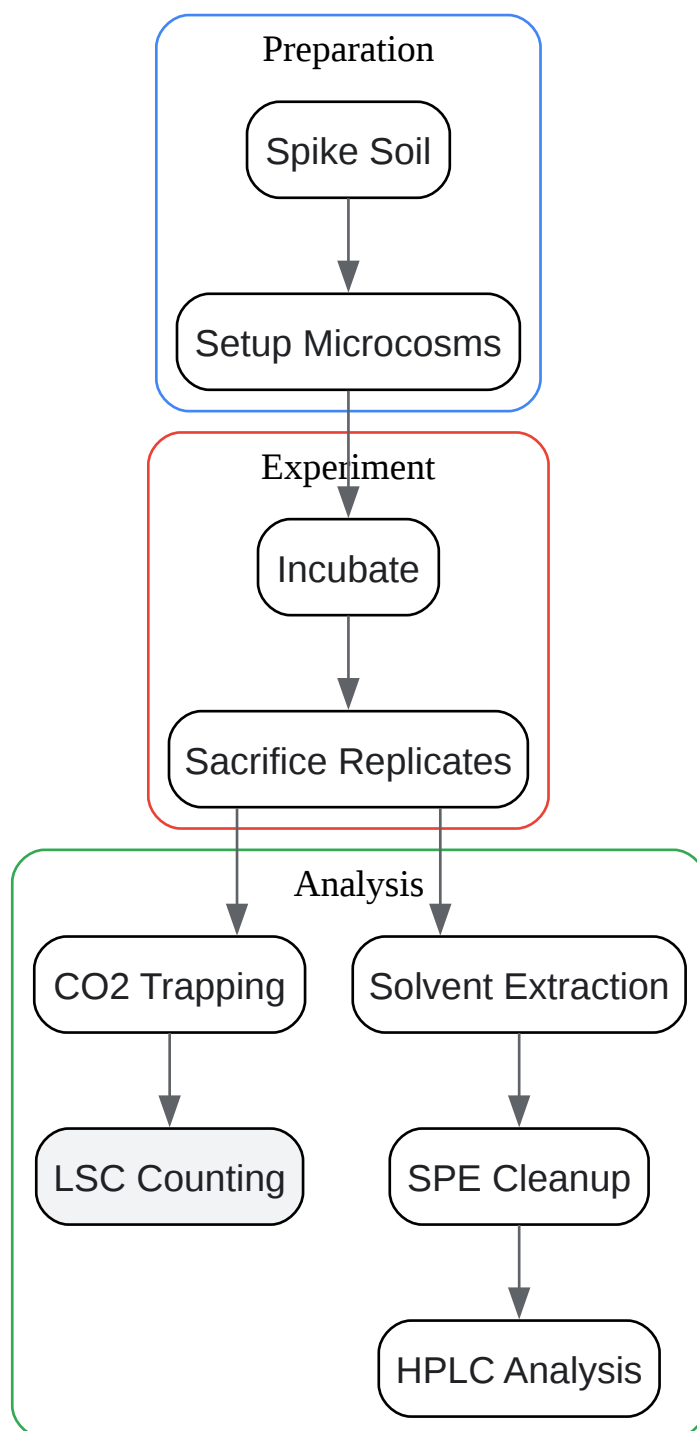 Preparation
Spike Soil
Setup Microcosms
Experiment
Incubate
Sacrifice Replicates
Analysis
CO2 Trapping
Solvent Extraction
LSC Counting
SPE Cleanup
HPLC Analysis